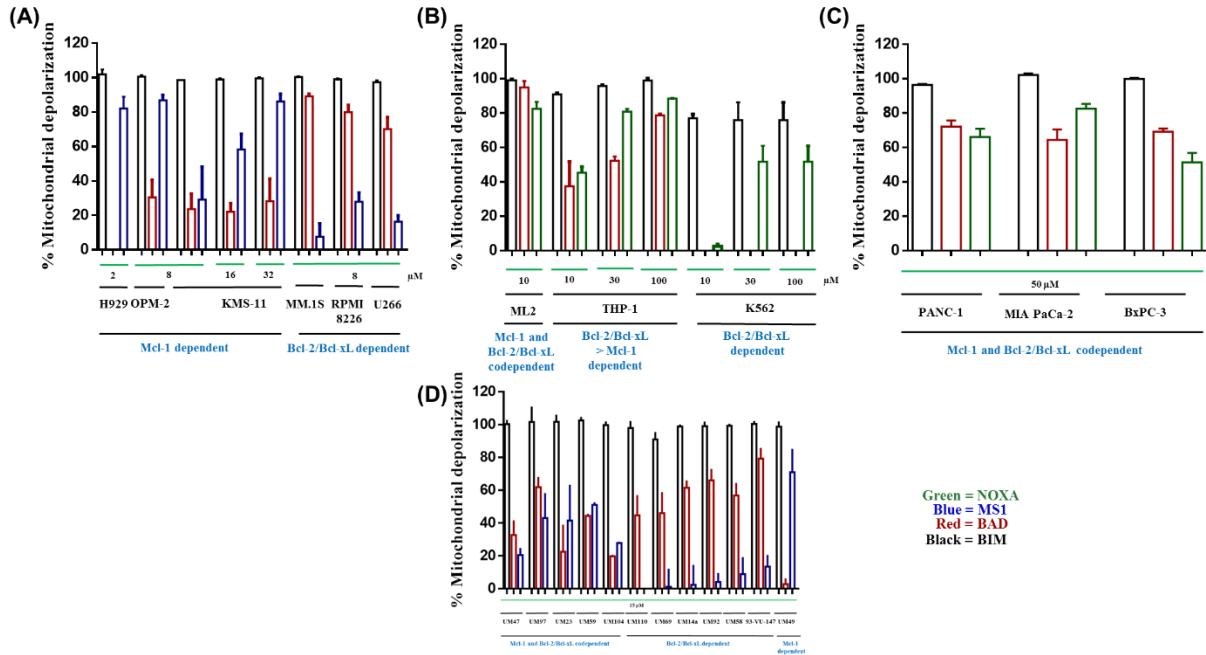 (A)
% Mitochondrial depolarization
120
100
80
60
40
20
0
2 8 16 32 8 µM
H929 OPM-2 KMS-11 MM.1S RPMI 8226 U266
Mcl-1 dependent Bcl-2/Bcl-xL dependent
(B)
% Mitochondrial depolarization
120
100
80
60
40
20
0
10 10 30 100 10 30 100 µM
ML2 THP-1 K562
Mcl-1 and Bcl-2/Bcl-xL codependent
Bcl-2/Bcl-xL > Mcl-1 dependent
Bcl-2/Bcl-xL dependent
(C)
% Mitochondrial depolarization
120
100
80
60
40
20
0
50 µM
PANC-1 MIA PaCa-2 BxPC-3
Mcl-1 and Bcl-2/Bcl-xL codependent
(D)
% Mitochondrial depolarization
120
100
80
60
40
20
0
25 µM
UM47 UM97 UM23 UM59 UM104 UM110 UM69 UM14a UM92 UM58 93-VU-147 UM49
Mcl-1 and Bcl-2/Bcl-xL codependent Bcl-2/Bcl-xL dependent Mcl-1 dependent
Green = NOXA
Blue = MS1
Red = BAD
Black = BIM